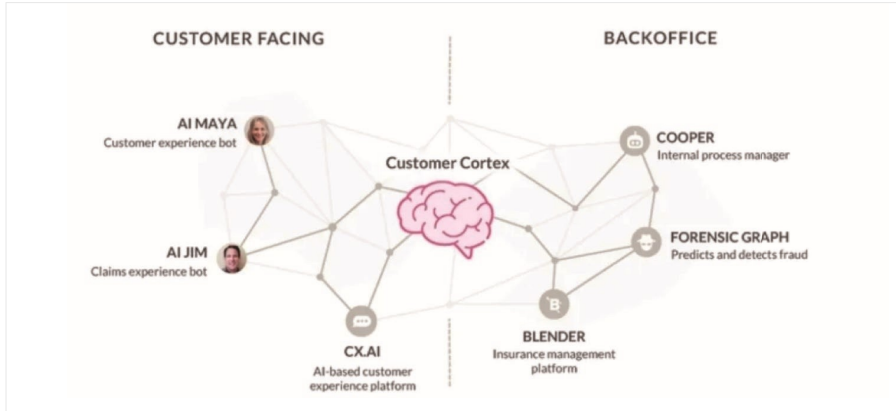 CUSTOMER FACING
BACKOFFICE
AI MAYA
Customer experience bot
Customer Cortex
COOPER
Internal process manager
AI JIM
Claims experience bot
FORENSIC GRAPH
Predicts and detects fraud
CX.AI
AI-based customer
experience platform
B
BLENDER
Insurance management
platform